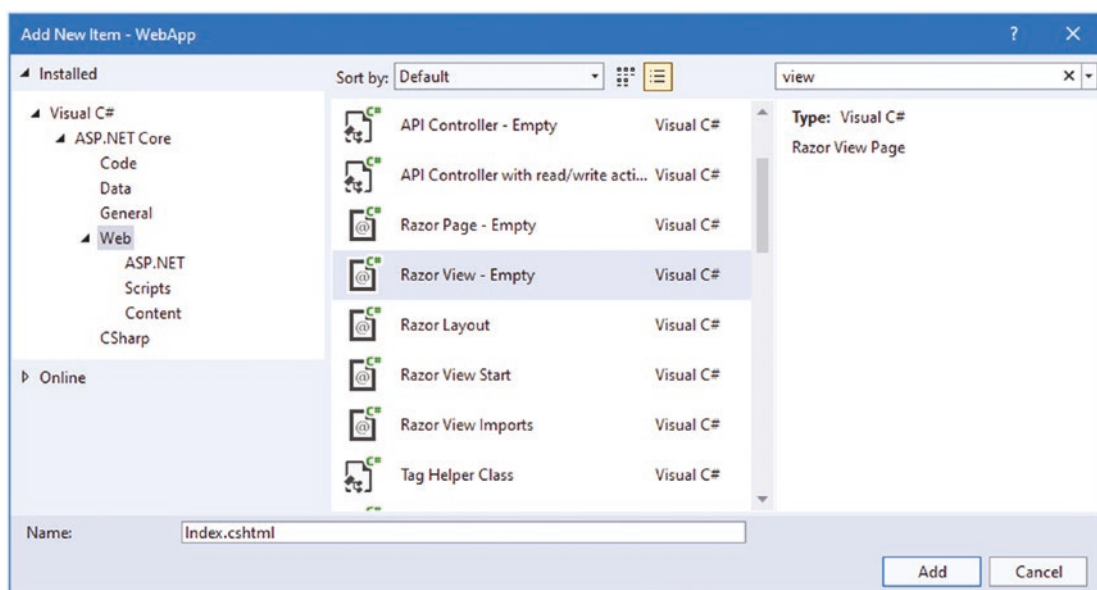 Add New Item - WebApp ? ×
Installed
Sort by: Default
view ×
Visual C#
ASP.NET Core
Code
Data
General
Web
ASP.NET
Scripts
Content
CSharp
Online
API Controller - Empty Visual C#
API Controller with read/write acti... Visual C#
Razor Page - Empty Visual C#
Razor View - Empty Visual C#
Razor Layout Visual C#
Razor View Start Visual C#
Razor View Imports Visual C#
Tag Helper Class Visual C#
Type: Visual C#
Razor View Page
Name: Index.cshtml
Add Cancel